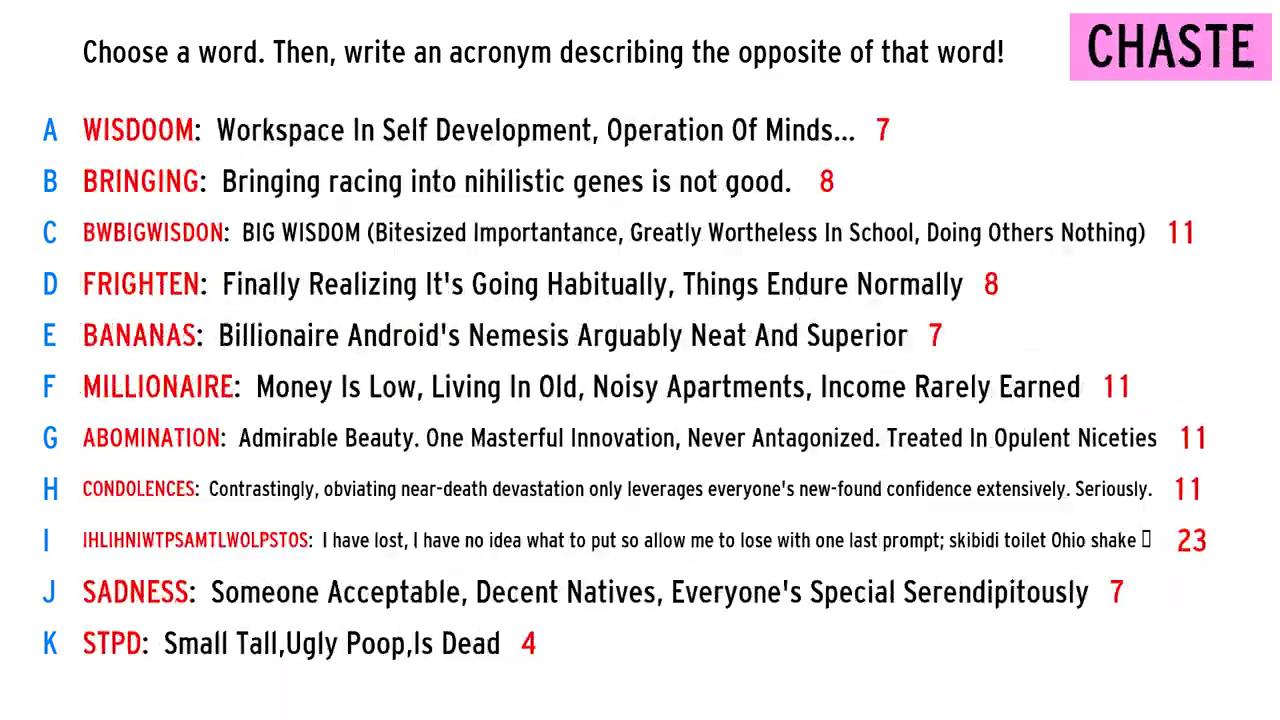 Choose a word. Then, write an acronym describing the opposite of that word!
CHASTE
A WISDOOM: Workspace In Self Development, Operation Of Minds... 7
B BRINGING: Bringing racing into nihilistic genes is not good. 8
C BWBIGWISDON: BIG WISDOM (Bitesized Importantance, Greatly Wortheless In School, Doing Others Nothing) 11
D FRIGHTEN: Finally Realizing It's Going Habitually, Things Endure Normally 8
E BANANAS: Billionaire Android's Nemesis Arguably Neat And Superior 7
F MILLIONAIRE: Money Is Low, Living In Old, Noisy Apartments, Income Rarely Earned 11
G ABOMINATION: Admirable Beauty. One Masterful Innovation, Never Antagonized. Treated In Opulent Niceties 11
H CONDOLENCES: Contrastingly, obviating near-death devastation only leverages everyone's new-found confidence extensively. Seriously. 11
I IHLIHNIWTPSAMTLWOLPSTOS: I have lost, I have no idea what to put so allow me to lose with one last prompt; skibidi toilet Ohio shake 23
J SADNESS: Someone Acceptable, Decent Natives, Everyone's Special Serendipitously 7
K STPD: Small Tall,Ugly Poop,Is Dead 4